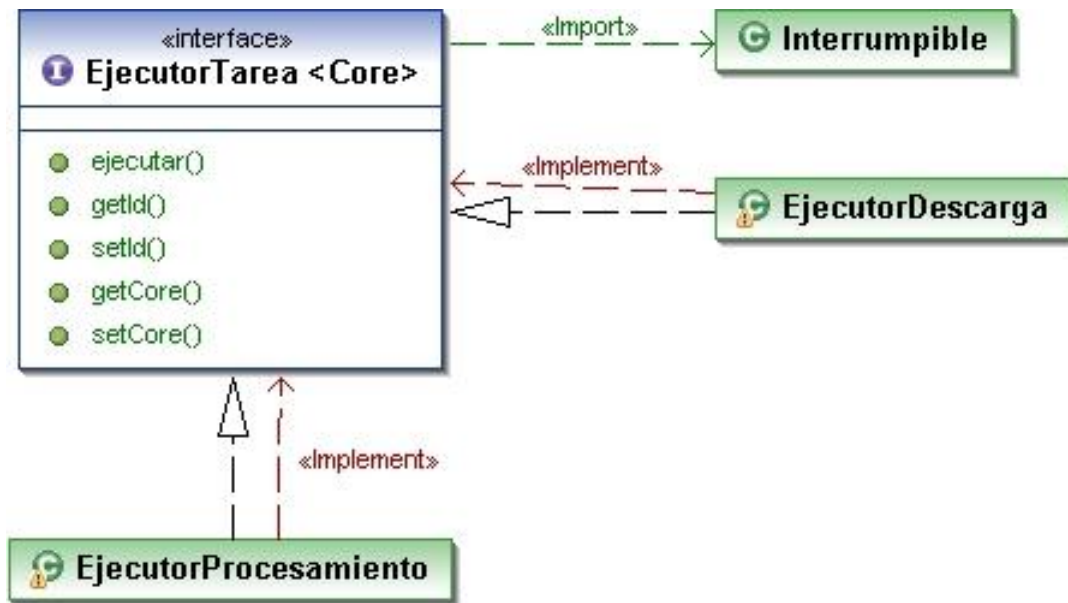 «interface»
I EjecutorTarea <Core>
ejecutar()
getId()
setId()
getCore()
setCore()
«Import»
C Interrumpible
«Implement»
C EjecutorDescarga
«Implement»
C EjecutorProcesamiento